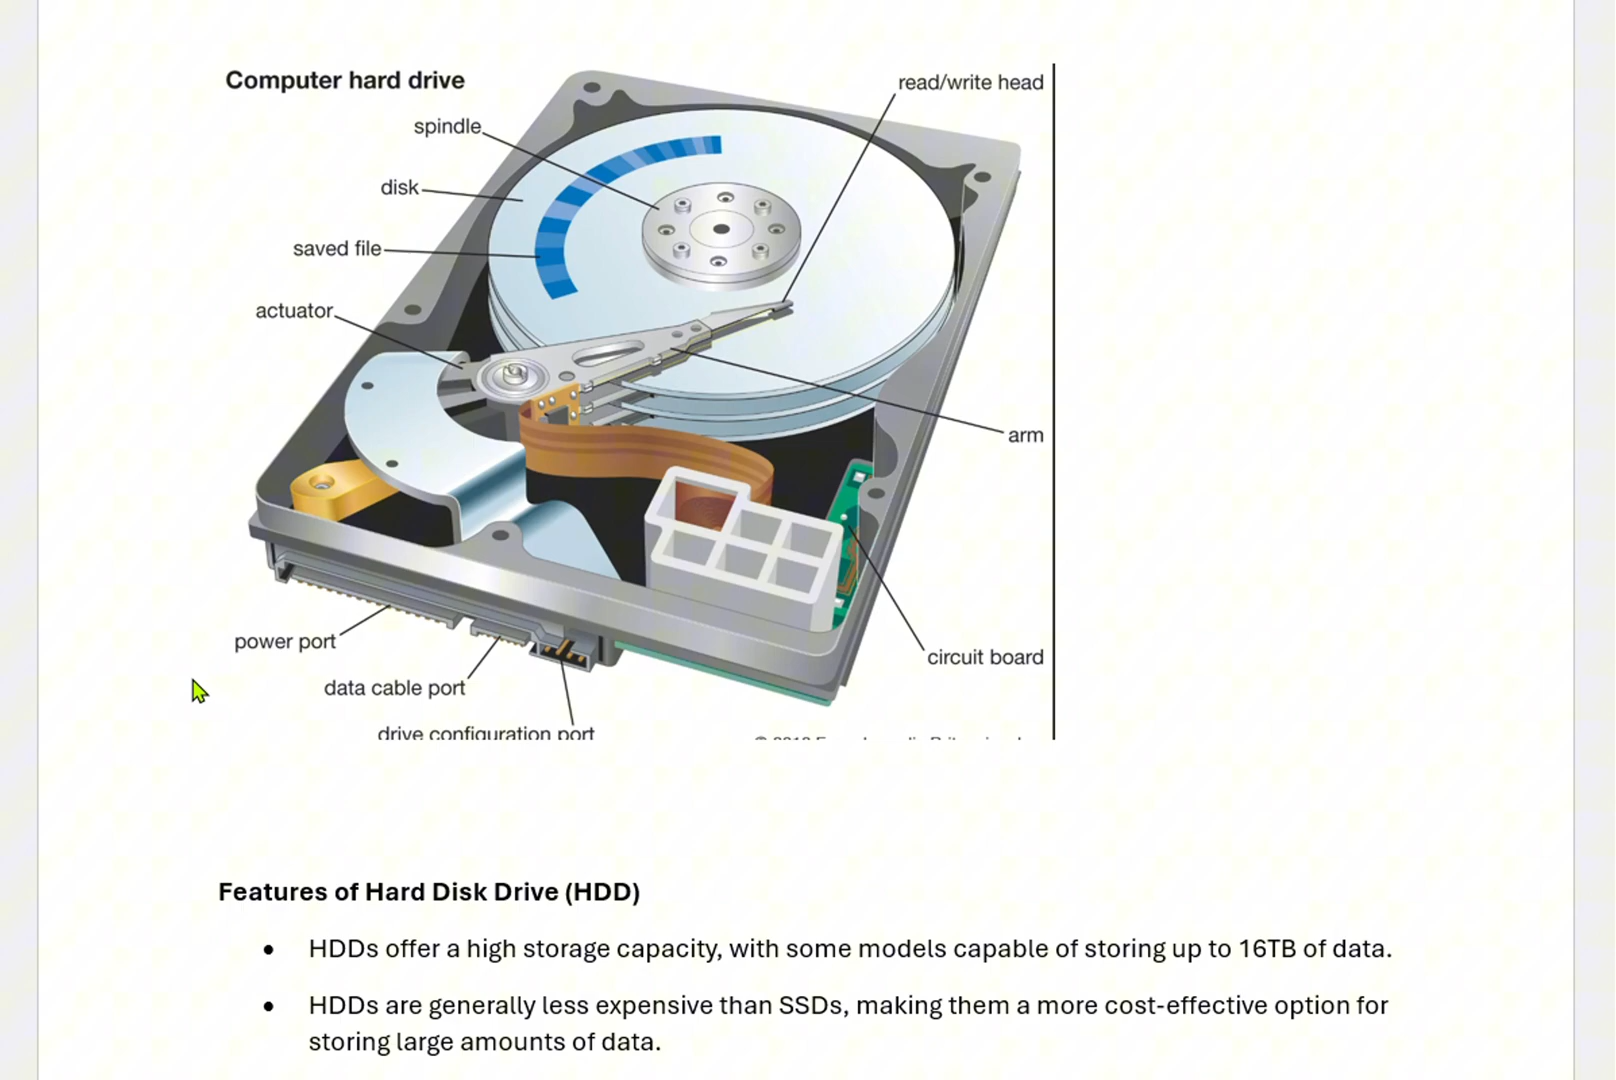 Computer hard drive
read/write head
spindle
disk
saved file
actuator
arm
power port
circuit board
data cable port
drive configuration port
Features of Hard Disk Drive (HDD)
• HDDs offer a high storage capacity, with some models capable of storing up to 16TB of data.
• HDDs are generally less expensive than SSDs, making them a more cost-effective option for
storing large amounts of data.